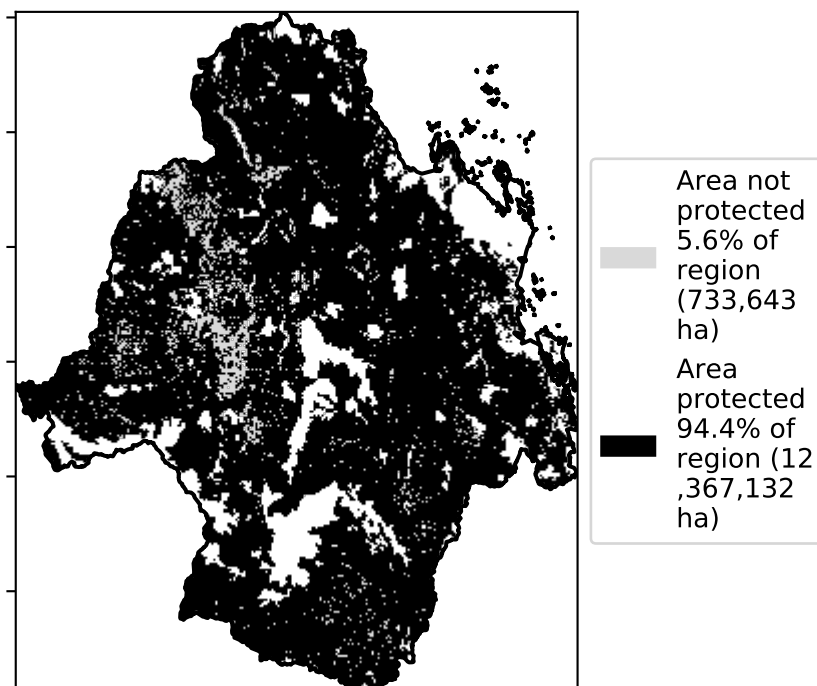 Area not
protected
5.6% of
region
(733,643
ha)
Area
protected
94.4% of
region (12
,367,132
ha)